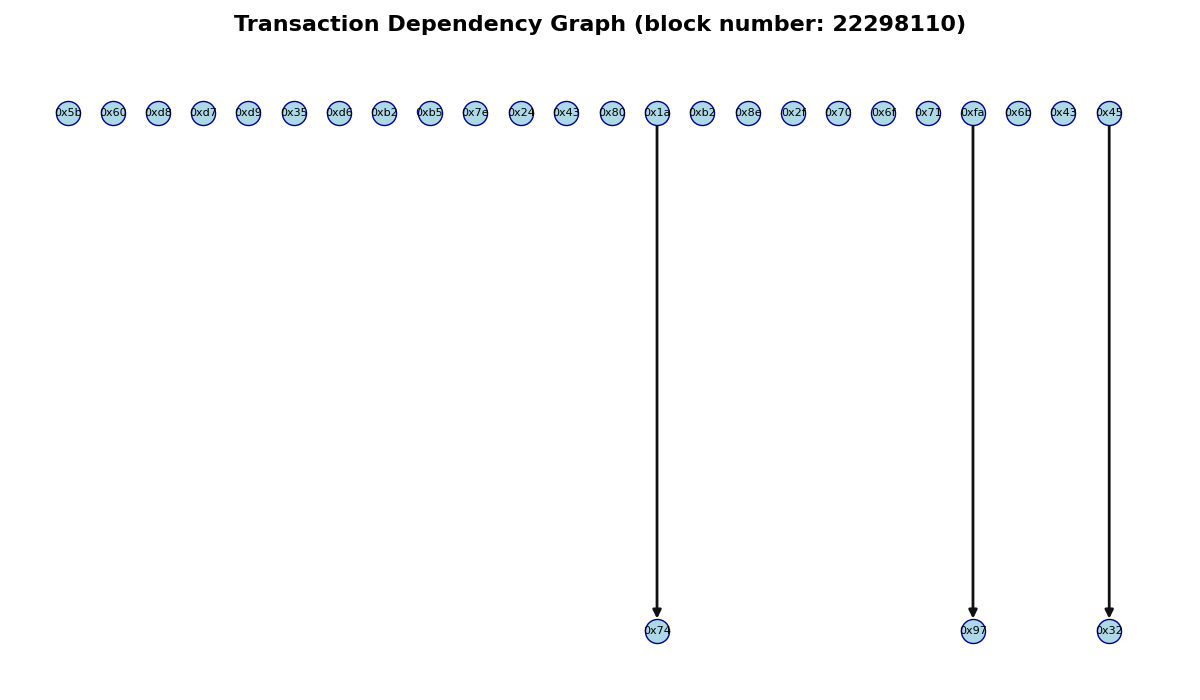 Transaction Dependency Graph (block number: 22298110)
0x5b 0x60 0xd8 0xd7 0xd9 0x35 0xd6 0xb2 0xb5 0x7e 0x24 0x43 0x80 0x1a 0xb2 0x8e 0x2f 0x70 0x6f 0x71 0xfa 0x6b 0x43 0x45
0x74 0x97 0x32